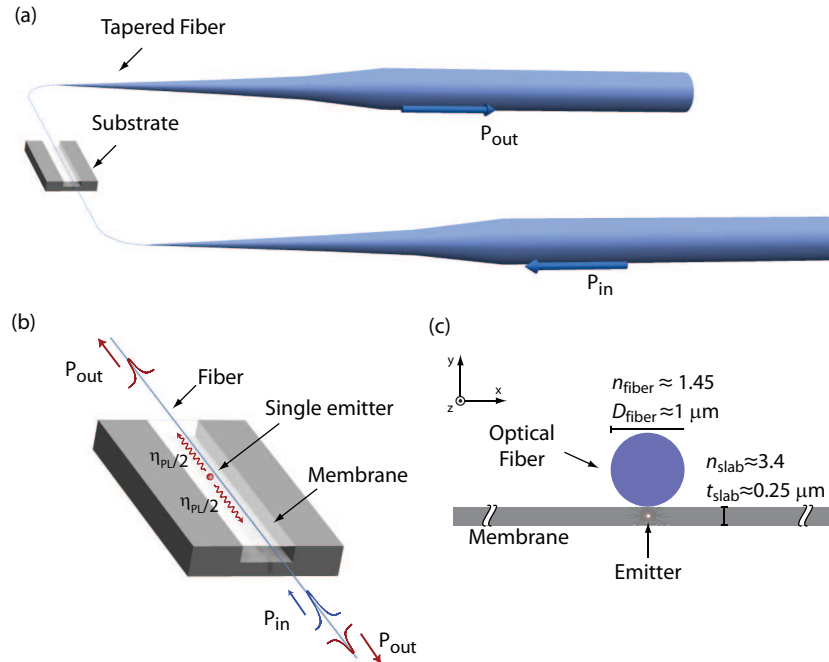 (a)
Tapered Fiber
Substrate
P_out
P_in
(b)
P_out
Fiber
Single emitter
η_PL/2
Membrane
η_PL/2
P_in
P_out
(c)
y
x
z
n_fiber ≈ 1.45
D_fiber ≈1 μm
Optical
Fiber
n_slab≈3.4
t_slab≈0.25 μm
Membrane
Emitter